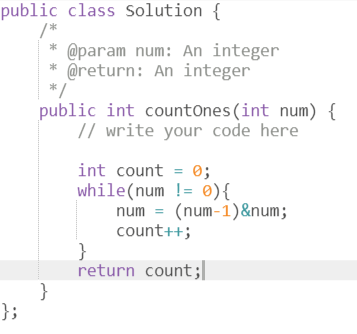 public class Solution {
    /*
     * @param num: An integer
     * @return: An integer
     */
    public int countOnes(int num) {
        // write your code here

        int count = 0;
        while(num != 0){
            num = (num-1)&num;
            count++;
        }
        return count;
    }
};